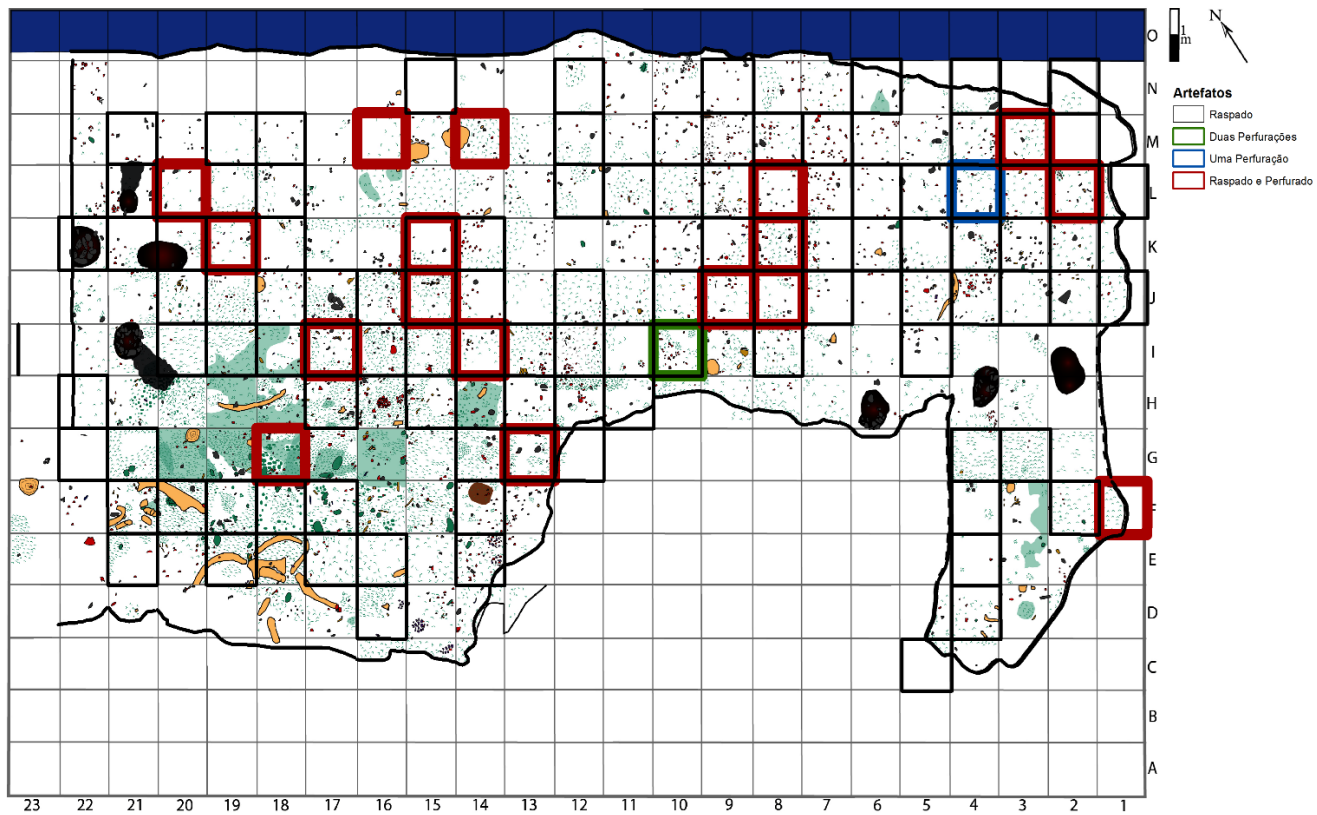 O
N
M
L
K
J
I
H
G
F
E
D
C
B
A
23 22 21 20 19 18 17 16 15 14 13 12 11 10 9 8 7 6 5 4 3 2 1
1
m
N
Artefatos
Raspado
Duas Perfurações
Uma Perfuração
Raspado e Perfurado